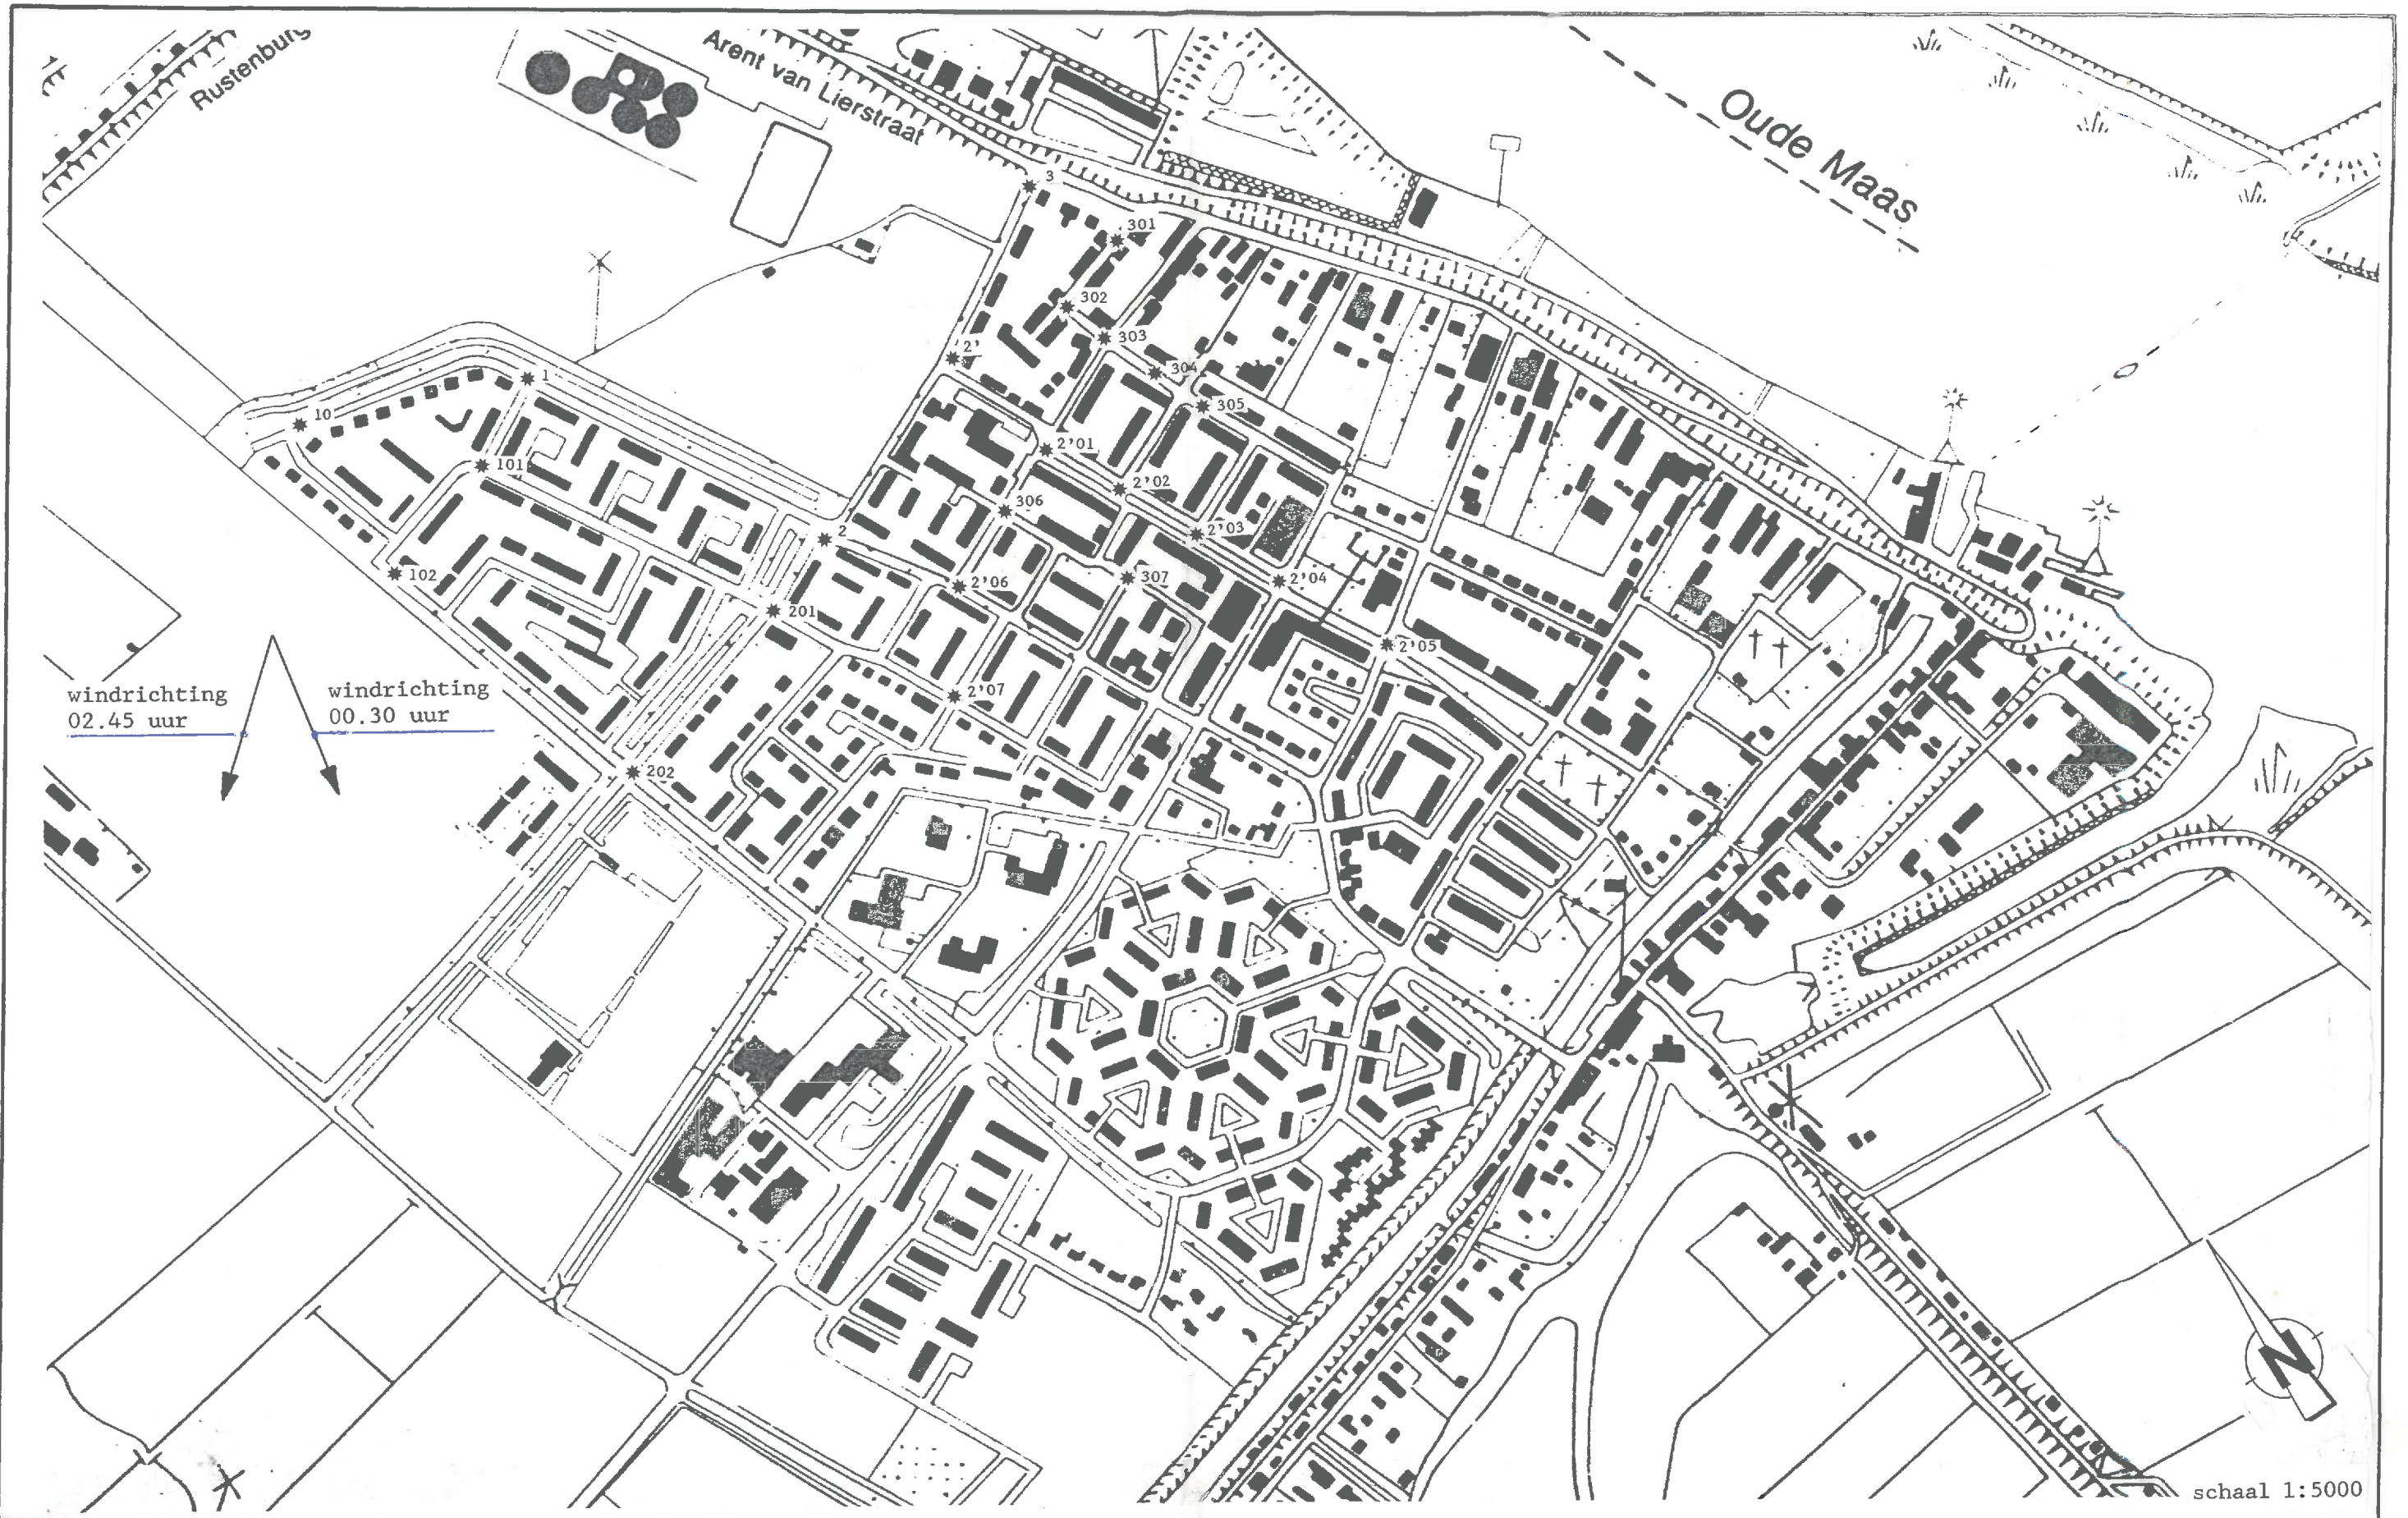 Rustenburg
Arent van Lierstraat
Oude Maas
3
301
302
303
2'
304
1
10
305
2'01
101
2'02
306
2'03
2
102
2'06
307
2'04
201
2'05
2'07
windrichting
02.45 uur
windrichting
00.30 uur
202
N
schaal 1:5000